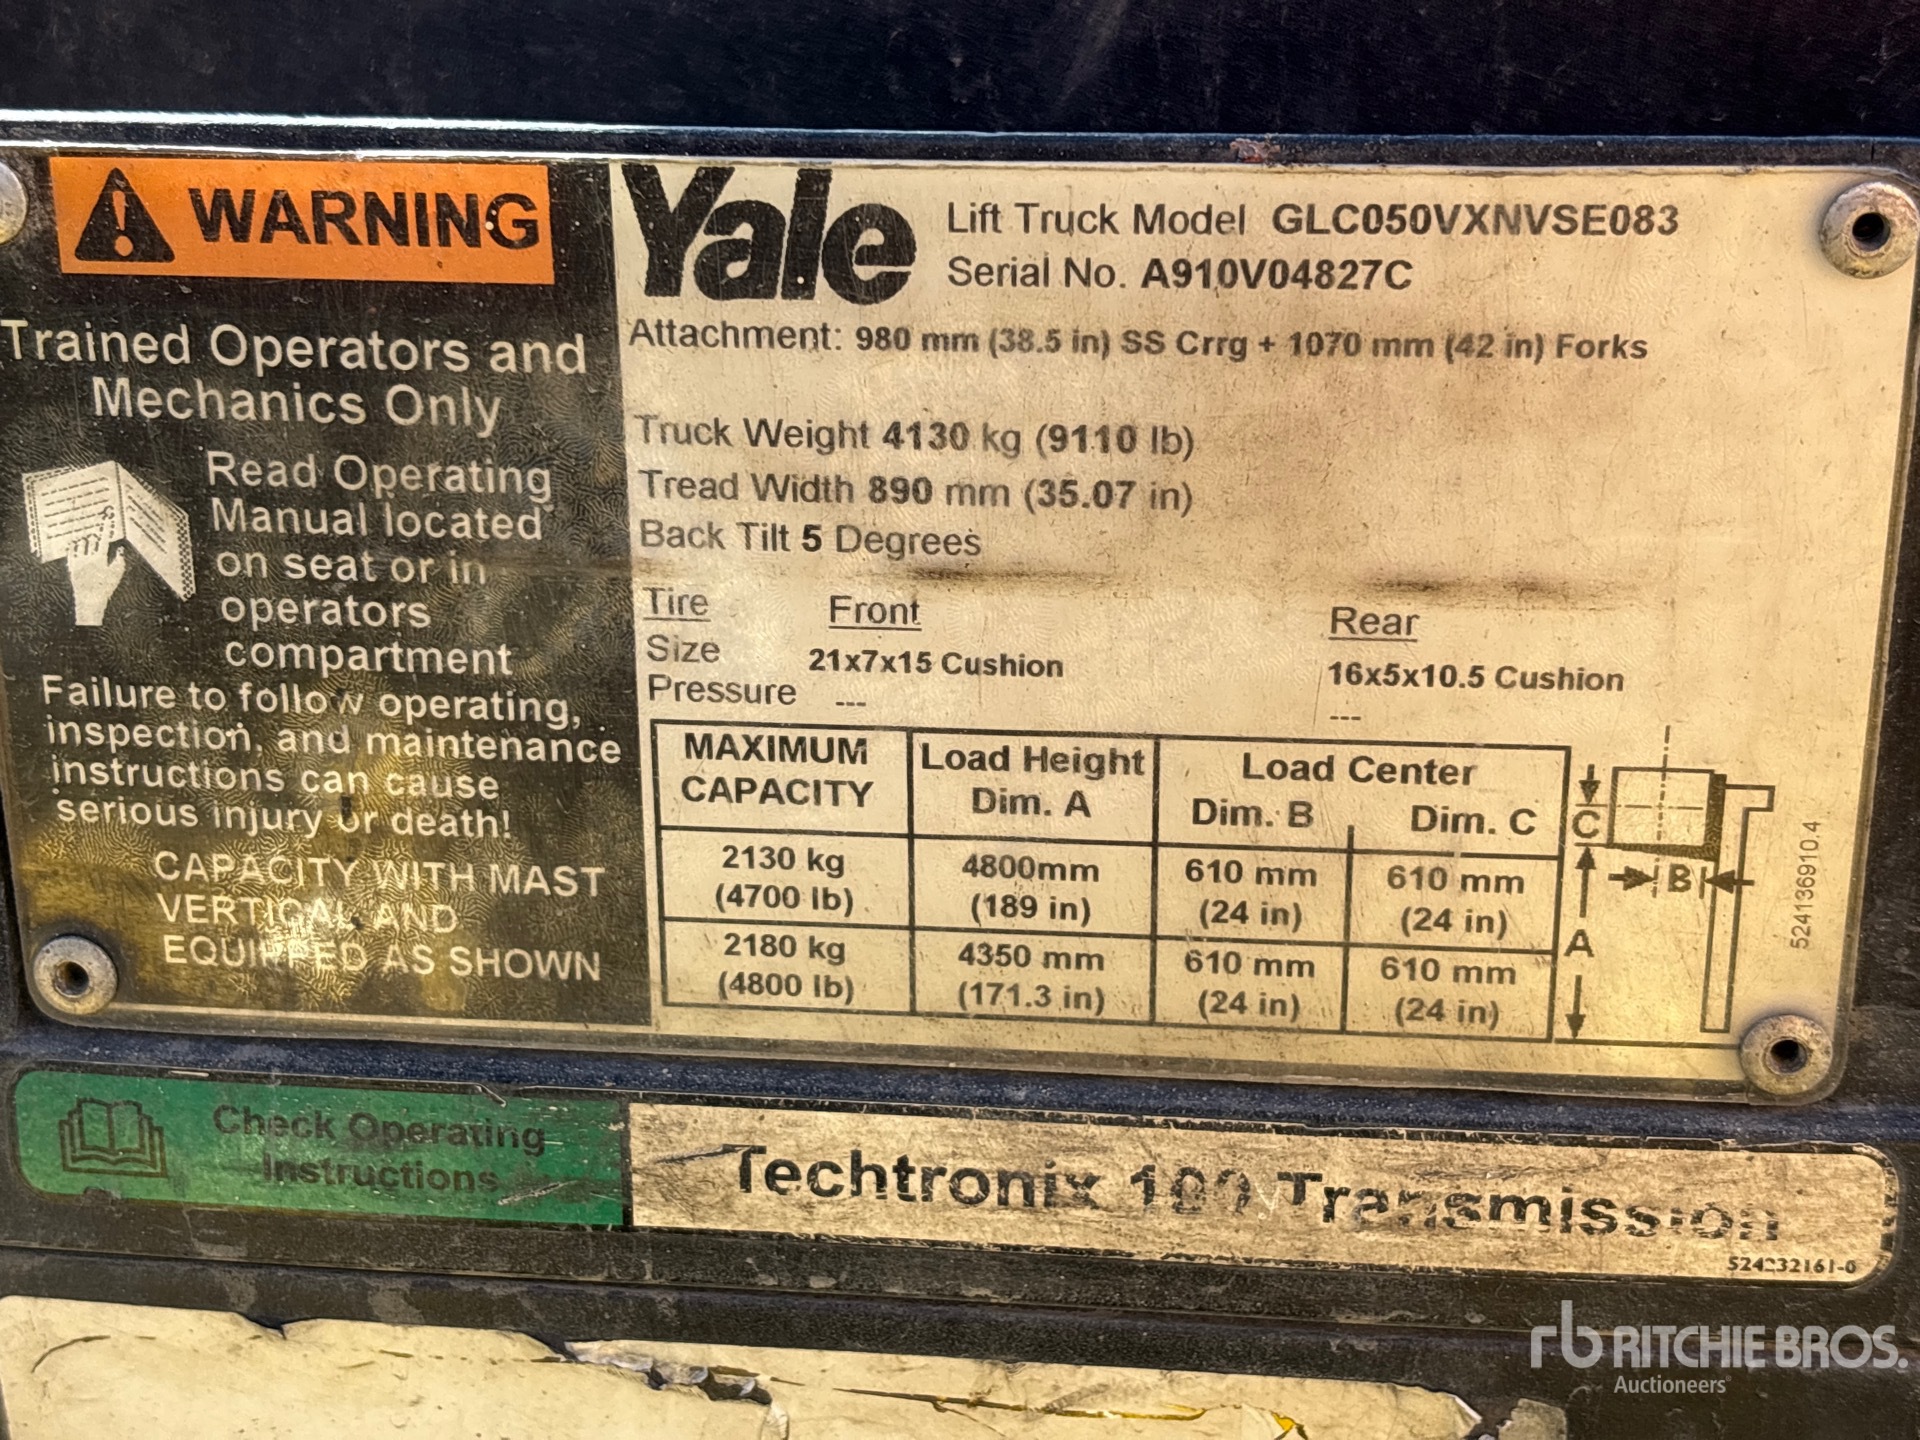 WARNING
Trained Operators and
Mechanics Only
Read Operating
Manual located
on seat or in
operators
compartment
Failure to follow operating,
inspection, and maintenance
instructions can cause
serious injury or death!
CAPACITY WITH MAST
VERTICAL AND
EQUIPPED AS SHOWN
Yale
Lift Truck Model GLC050VXNVSE083
Serial No. A910V04827C
Attachment: 980 mm (38.5 in) SS Crrg + 1070 mm (42 in) Forks
Truck Weight 4130 kg (9110 lb)
Tread Width 890 mm (35.07 in)
Back Tilt 5 Degrees
Tire Front Rear
Size 21x7x15 Cushion 16x5x10.5 Cushion
Pressure --- ---
MAXIMUM CAPACITY Load Height Dim. A Load Center Dim. B Dim. C
2130 kg 4800mm 610 mm 610 mm
(4700 lb) (189 in) (24 in) (24 in)
2180 kg 4350 mm 610 mm 610 mm
(4800 lb) (171.3 in) (24 in) (24 in)
C
B
A
524136910.4
Check Operating
Instructions
Techtronix 100 Transmission
524232161-0
rb RITCHIE BROS.
Auctioneers